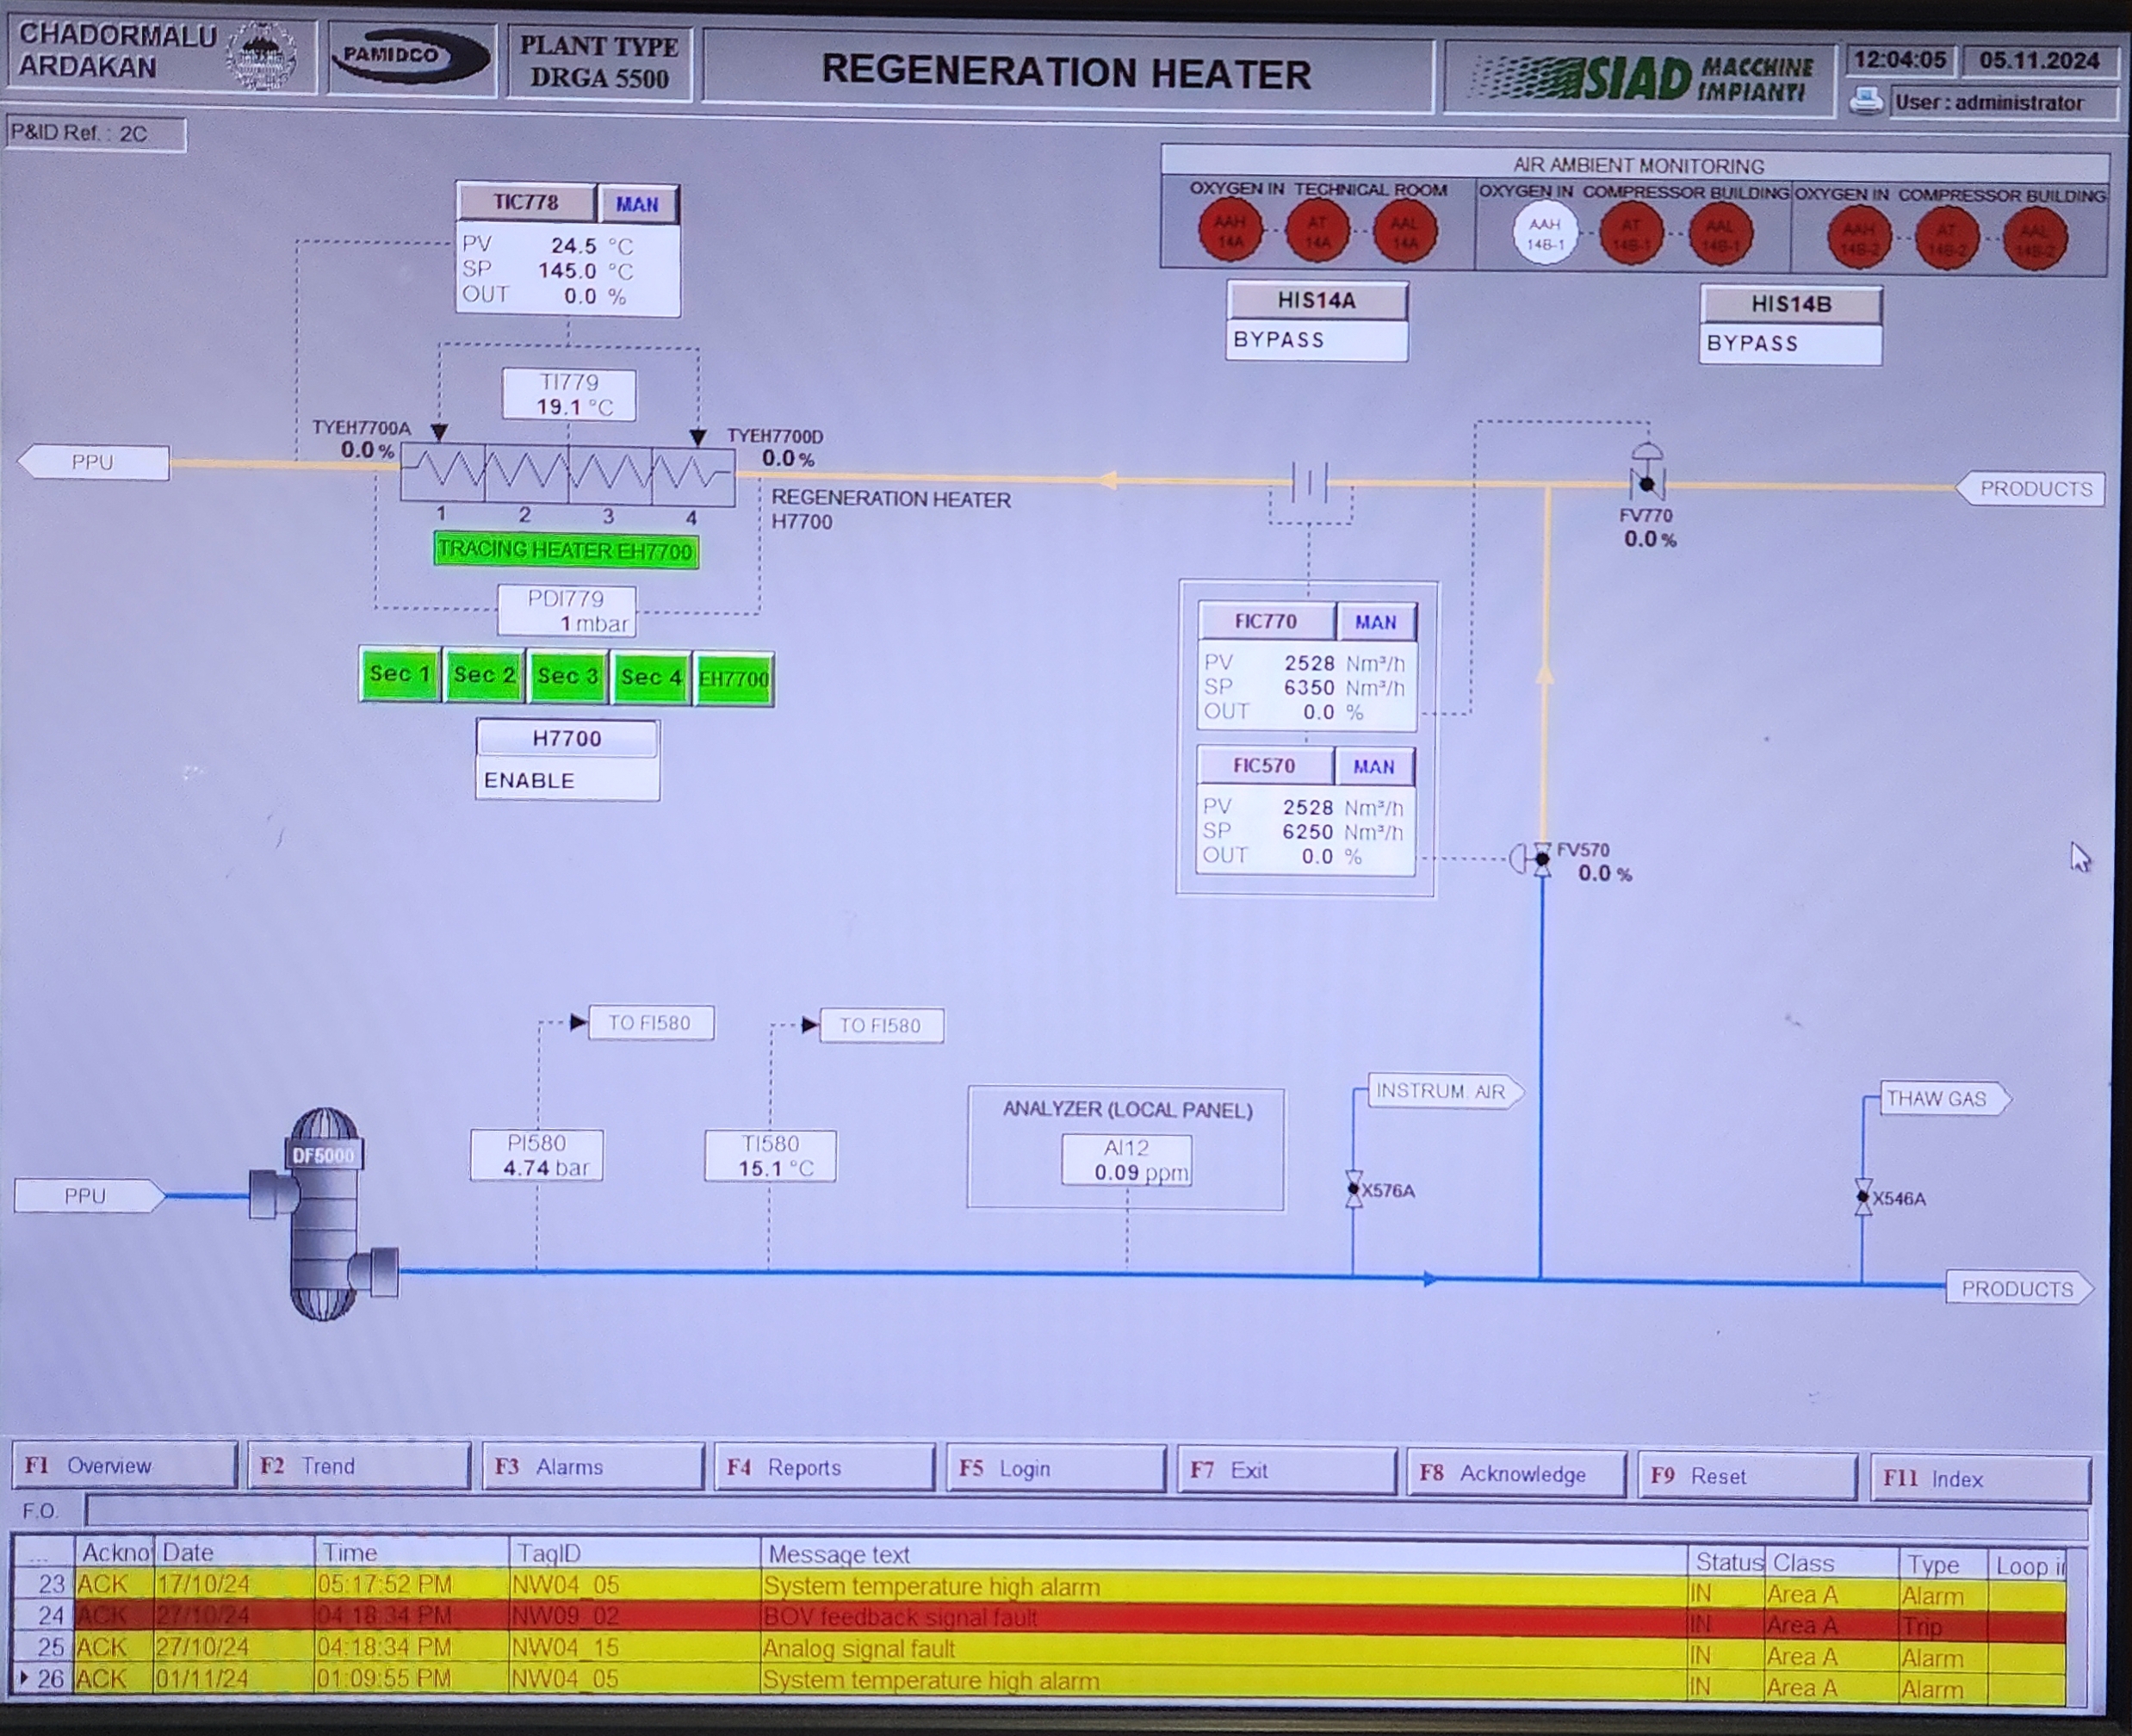 CHADORMALU
ARDAKAN
PAMIDCO
PLANT TYPE
DRGA 5500
REGENERATION HEATER
SIAD MACCHINE
IMPIANTI
12:04:05 05.11.2024
User : administrator
P&ID Ref. : 2C
AIR AMBIENT MONITORING
OXYGEN IN TECHNICAL ROOM
AAH 14A
AT 14A
AAL 14A
OXYGEN IN COMPRESSOR BUILDING
AAH 14B-1
AT 14B-1
AAL 14B-1
OXYGEN IN COMPRESSOR BUILDING
AAH 14B-2
AT 14B-2
AAL 14B-2
HIS14A
BYPASS
HIS14B
BYPASS
TIC778 MAN
PV 24.5 °C
SP 145.0 °C
OUT 0.0 %
TI779
19.1 °C
TYEH7700A
0.0 %
TYEH7700D
0.0 %
PPU
REGENERATION HEATER
H7700
1 2 3 4
TRACING HEATER EH7700
PDI779
1 mbar
Sec 1 Sec 2 Sec 3 Sec 4 EH7700
H7700
ENABLE
PRODUCTS
FV770
0.0 %
FIC770 MAN
PV 2528 Nm³/h
SP 6350 Nm³/h
OUT 0.0 %
FIC570 MAN
PV 2528 Nm³/h
SP 6250 Nm³/h
OUT 0.0 %
FV570
0.0 %
TO FI580
TO FI580
PPU
DF5000
PI580
4.74 bar
TI580
15.1 °C
ANALYZER (LOCAL PANEL)
AI12
0.09 ppm
INSTRUM. AIR
X576A
THAW GAS
X546A
PRODUCTS
F1 Overview
F2 Trend
F3 Alarms
F4 Reports
F5 Login
F7 Exit
F8 Acknowledge
F9 Reset
F11 Index
F.O.
... Ackno Date Time TagID Message text Status Class Type Loop in
23 ACK 17/10/24 05:17:52 PM NW04_05 System temperature high alarm IN Area A Alarm
24 ACK 27/10/24 04:18:34 PM NW09_02 BOV feedback signal fault IN Area A Trip
25 ACK 27/10/24 04:18:34 PM NW04_15 Analog signal fault IN Area A Alarm
26 ACK 01/11/24 01:09:55 PM NW04_05 System temperature high alarm IN Area A Alarm